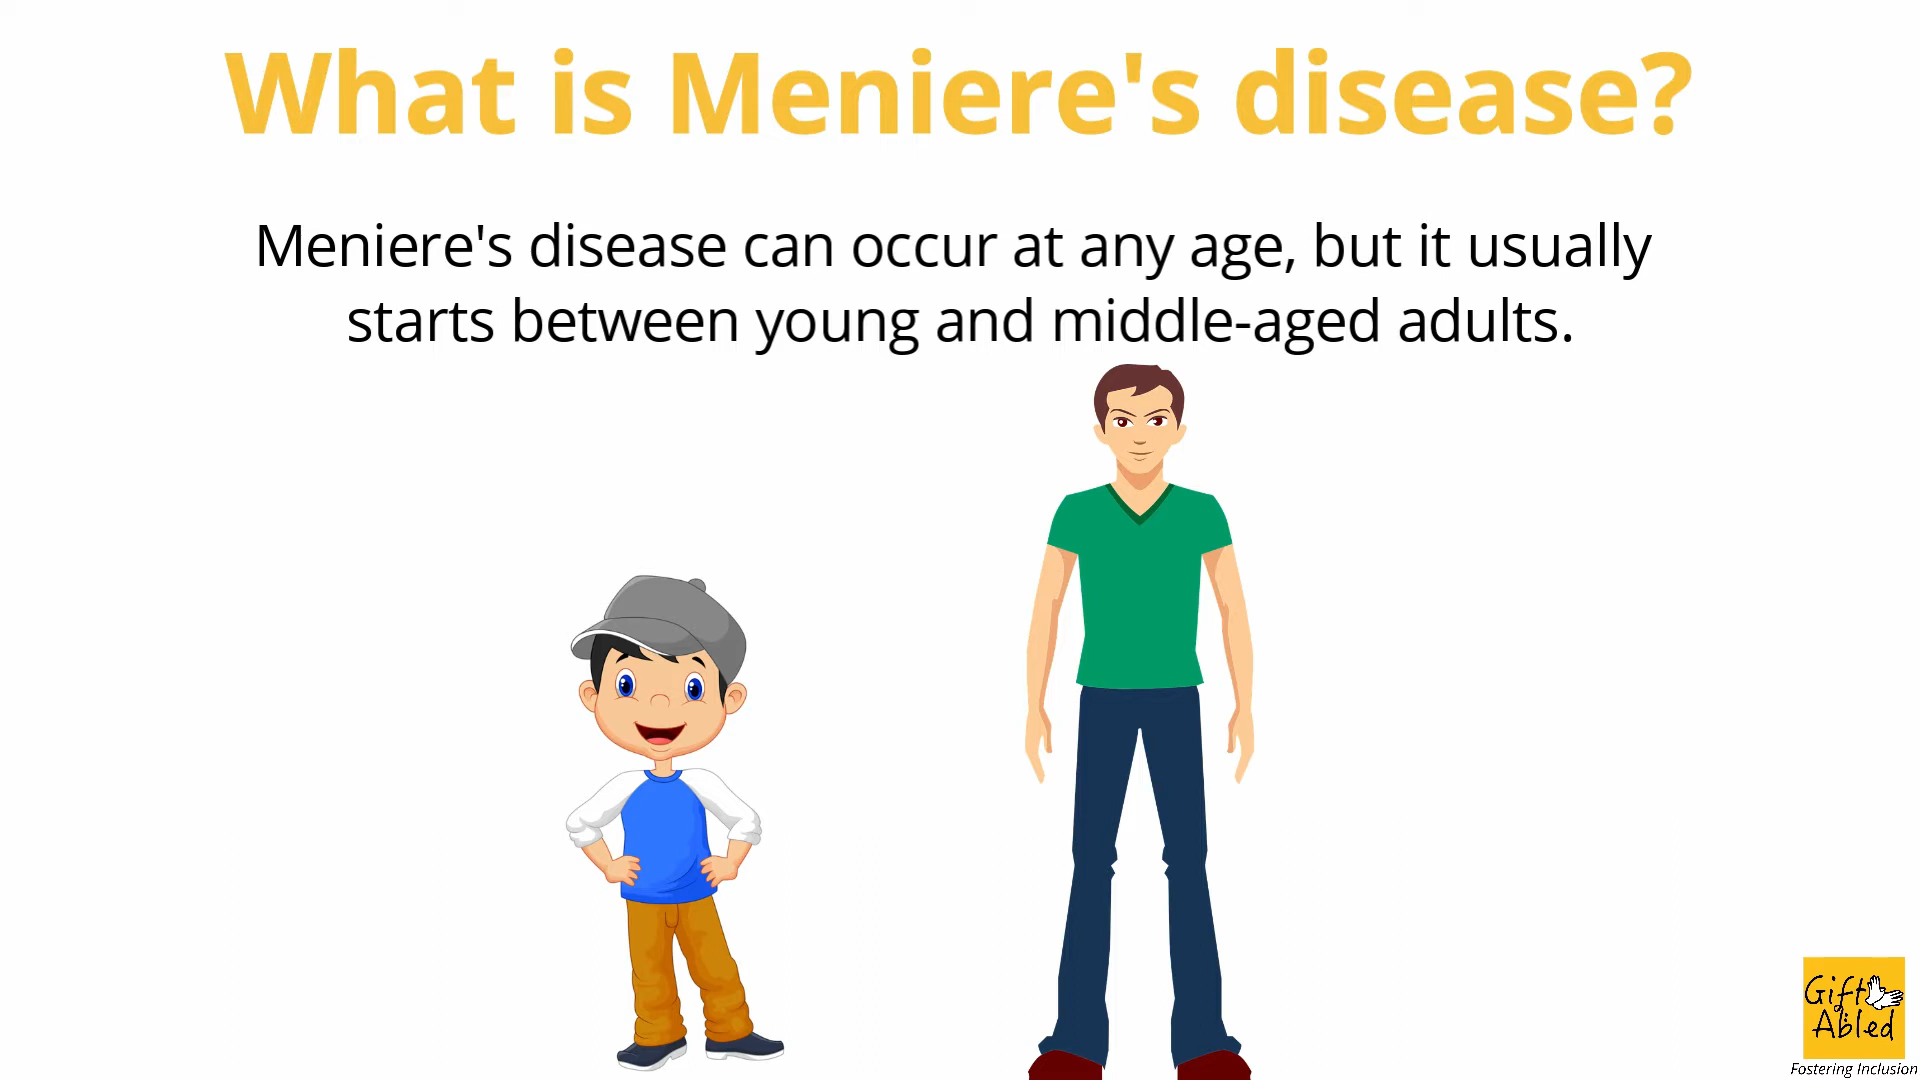 What is Meniere's disease?
Meniere's disease can occur at any age, but it usually
starts between young and middle-aged adults.
Gift
Abled
Fostering Inclusion